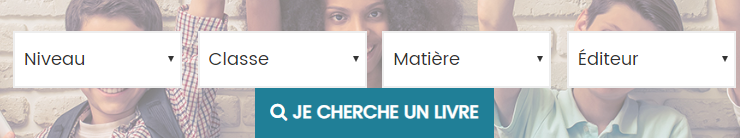 Niveau Classe Matière Éditeur
JE CHERCHE UN LIVRE